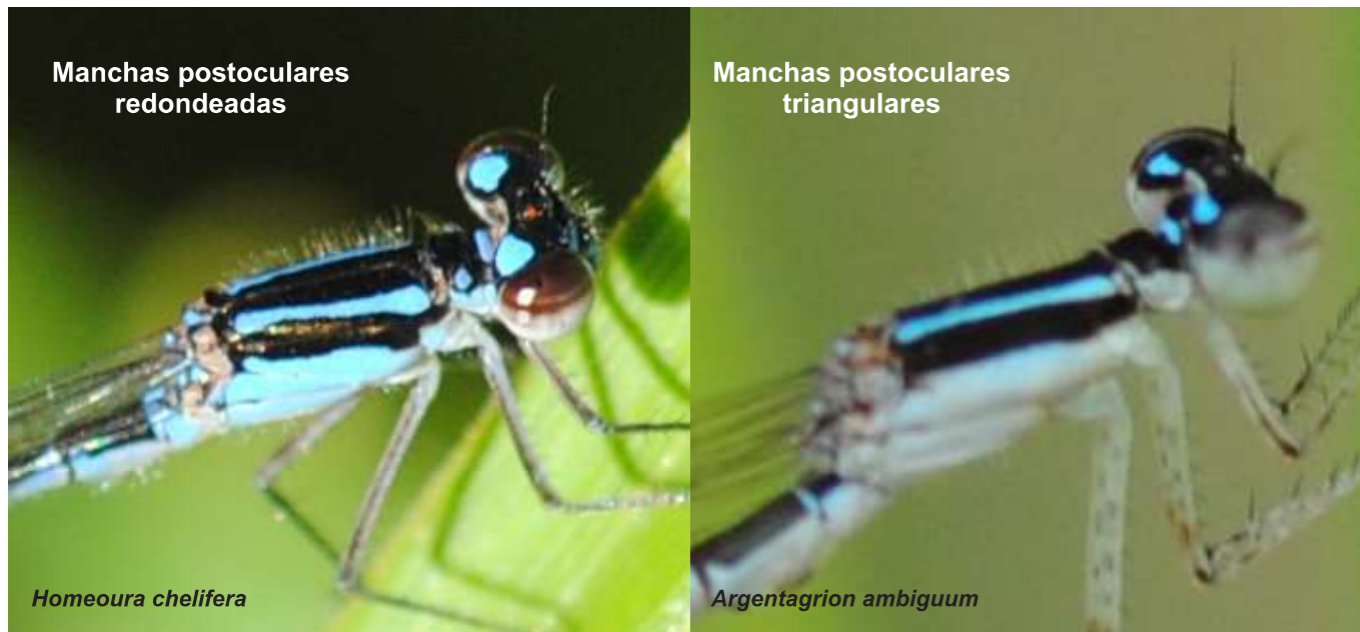 Manchas postoculares
redondeadas
Manchas postoculares
triangulares
Homeoura chelifera
Argentagrion ambiguum